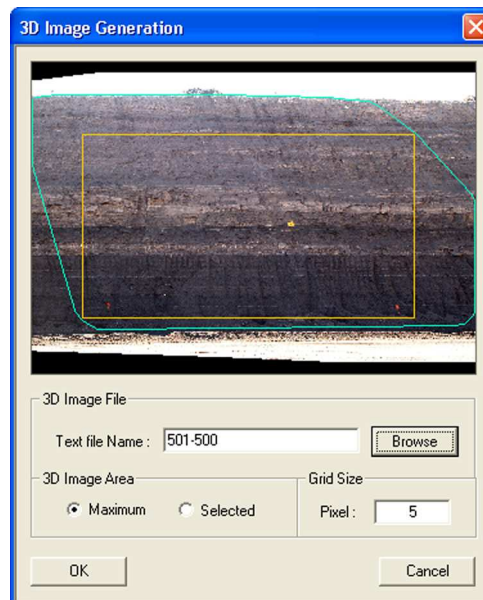 3D Image Generation
3D Image File
Text file Name : 501-500 Browse
3D Image Area Grid Size
Maximum Selected Pixel : 5
OK Cancel